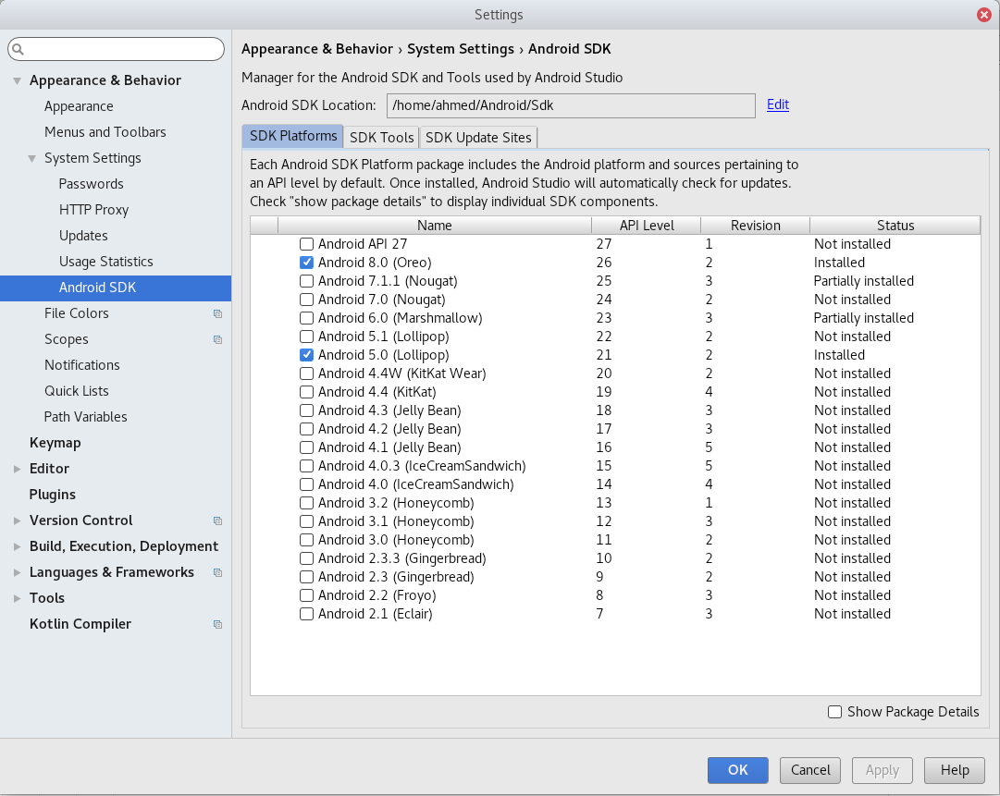 Settings
Appearance & Behavior
Appearance
Menus and Toolbars
System Settings
Passwords
HTTP Proxy
Updates
Usage Statistics
Android SDK
File Colors
Scopes
Notifications
Quick Lists
Path Variables
Keymap
Editor
Plugins
Version Control
Build, Execution, Deployment
Languages & Frameworks
Tools
Kotlin Compiler
Appearance & Behavior › System Settings › Android SDK
Manager for the Android SDK and Tools used by Android Studio
Android SDK Location: /home/ahmed/Android/Sdk Edit
SDK Platforms SDK Tools SDK Update Sites
Each Android SDK Platform package includes the Android platform and sources pertaining to
an API level by default. Once installed, Android Studio will automatically check for updates.
Check "show package details" to display individual SDK components.
Name API Level Revision Status
Android API 27 27 1 Not installed
Android 8.0 (Oreo) 26 2 Installed
Android 7.1.1 (Nougat) 25 3 Partially installed
Android 7.0 (Nougat) 24 2 Not installed
Android 6.0 (Marshmallow) 23 3 Partially installed
Android 5.1 (Lollipop) 22 2 Not installed
Android 5.0 (Lollipop) 21 2 Installed
Android 4.4W (KitKat Wear) 20 2 Not installed
Android 4.4 (KitKat) 19 4 Not installed
Android 4.3 (Jelly Bean) 18 3 Not installed
Android 4.2 (Jelly Bean) 17 3 Not installed
Android 4.1 (Jelly Bean) 16 5 Not installed
Android 4.0.3 (IceCreamSandwich) 15 5 Not installed
Android 4.0 (IceCreamSandwich) 14 4 Not installed
Android 3.2 (Honeycomb) 13 1 Not installed
Android 3.1 (Honeycomb) 12 3 Not installed
Android 3.0 (Honeycomb) 11 2 Not installed
Android 2.3.3 (Gingerbread) 10 2 Not installed
Android 2.3 (Gingerbread) 9 2 Not installed
Android 2.2 (Froyo) 8 3 Not installed
Android 2.1 (Eclair) 7 3 Not installed
Show Package Details
OK Cancel Apply Help